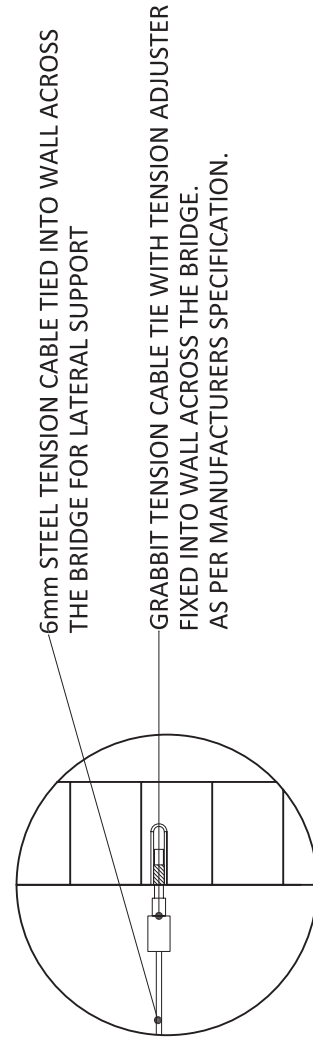 6mm STEEL TENSION CABLE TIED INTO WALL ACROSS
THE BRIDGE FOR LATERAL SUPPORT
GRABBIT TENSION CABLE TIE WITH TENSION ADJUSTER
FIXED INTO WALL ACROSS THE BRIDGE.
AS PER MANUFACTURERS SPECIFICATION.